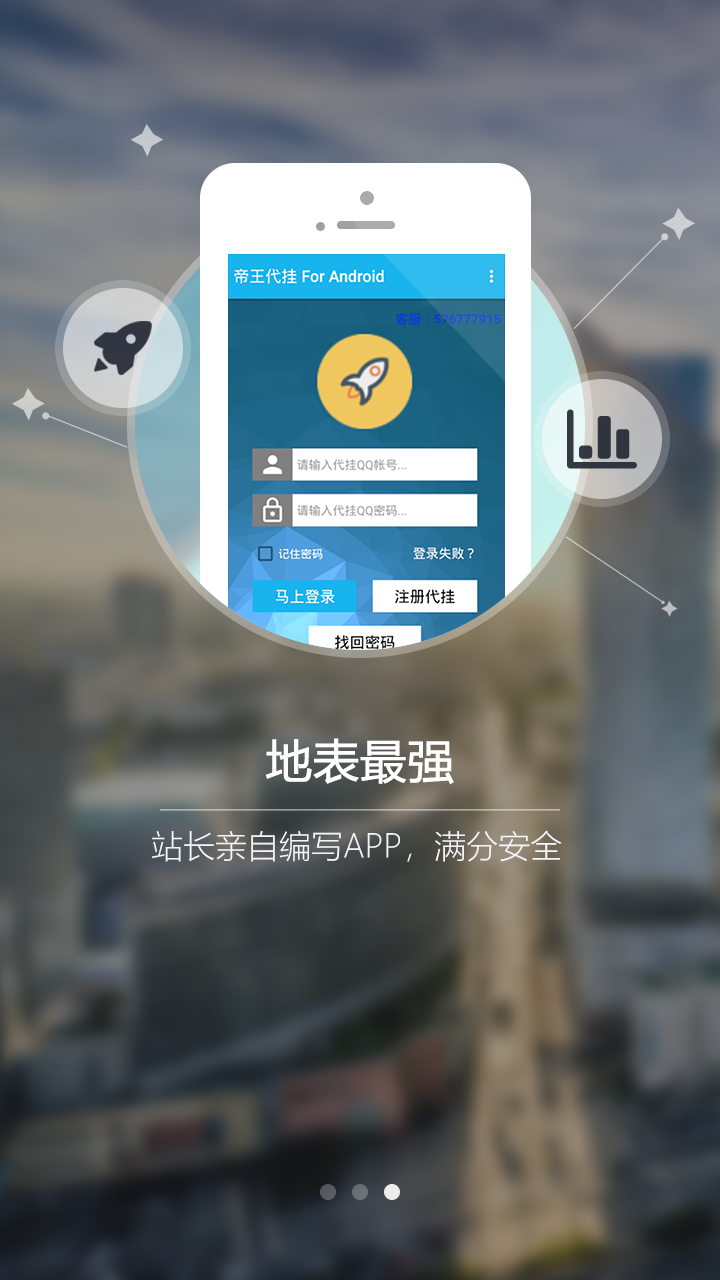 帝王代挂 For Android
客服：576777915
请输入代挂QQ帐号...
请输入代挂QQ密码...
记住密码
登录失败？
马上登录
注册代挂
找回密码
地表最强
站长亲自编写APP，满分安全